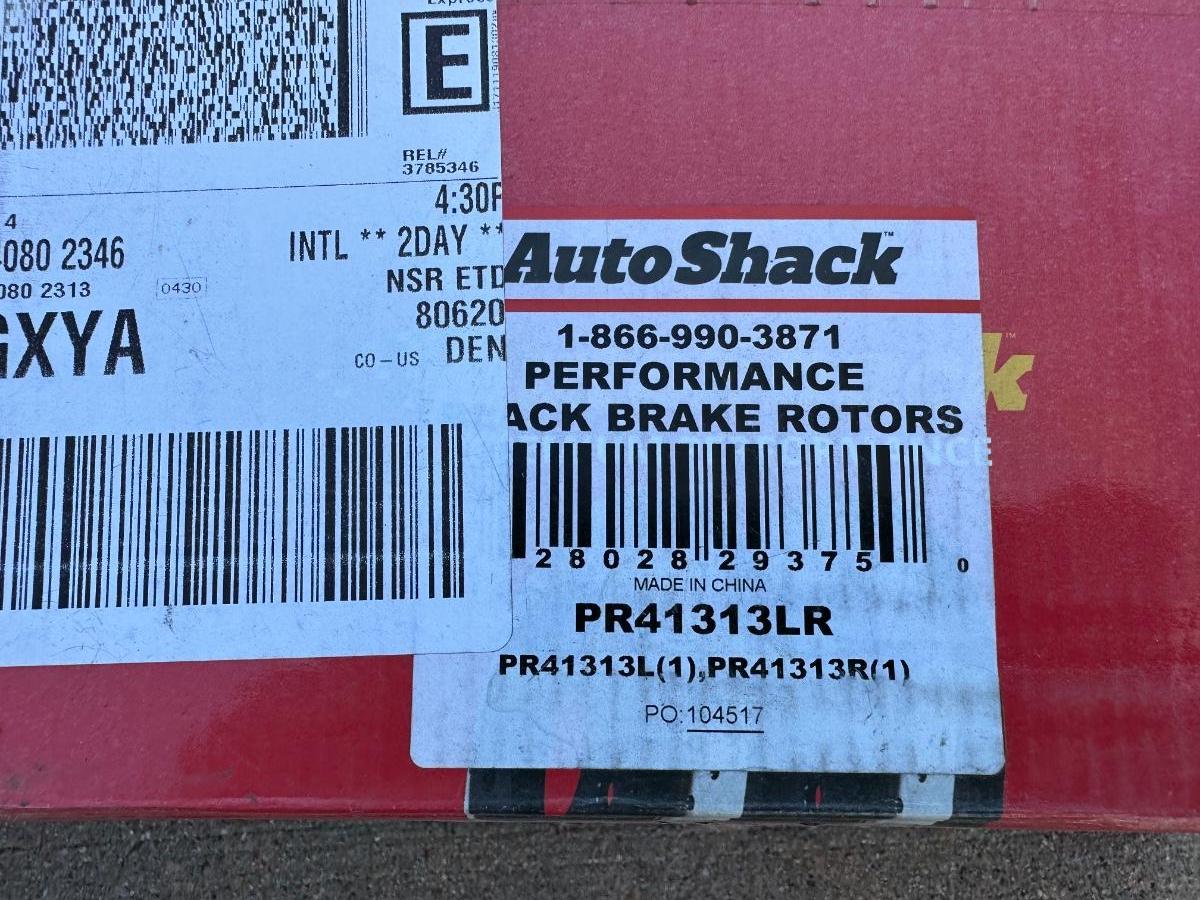 E
REL#
3785346
4:30P
4
080 2346
INTL ** 2DAY **
080 2313
0430
NSR ETD
80620
GXYA
CO-US DEN
AutoShack™
1-866-990-3871
PERFORMANCE
ACK BRAKE ROTORS
28028 29375 0
MADE IN CHINA
PR41313LR
PR41313L(1),PR41313R(1)
PO:104517
k™